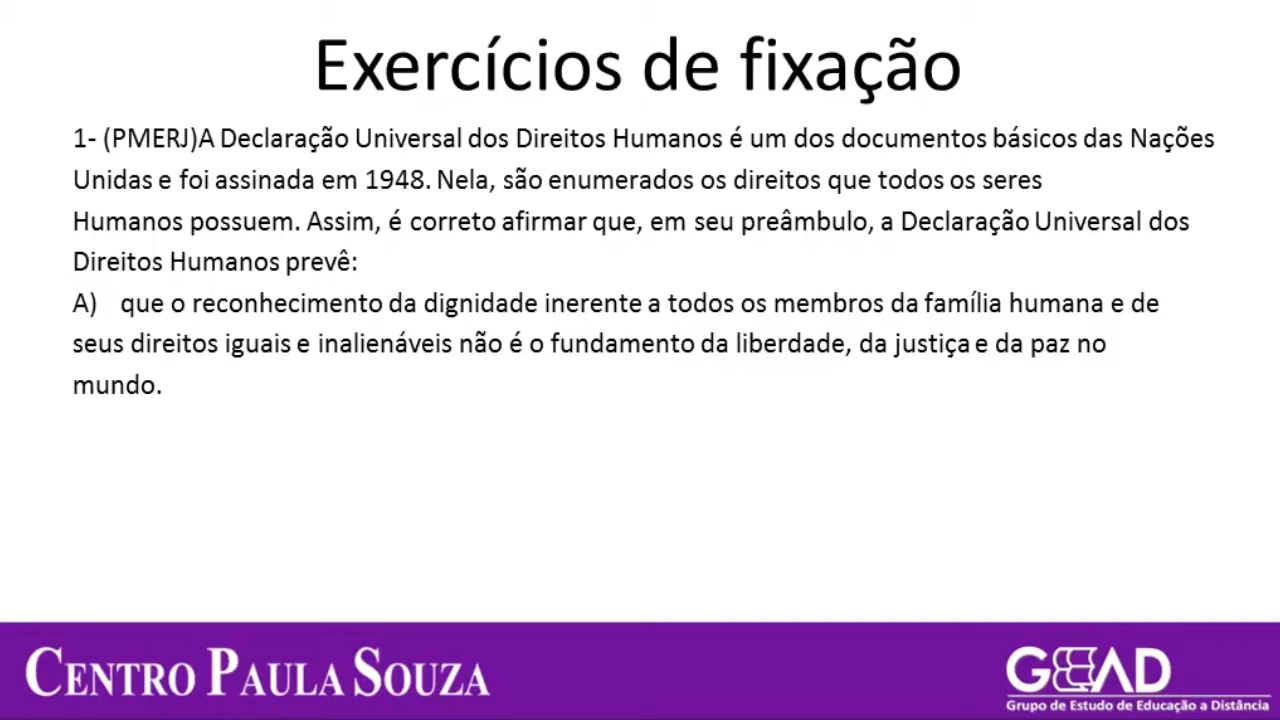 Exercícios de fixação
1- (PMERJ)A Declaração Universal dos Direitos Humanos é um dos documentos básicos das Nações
Unidas e foi assinada em 1948. Nela, são enumerados os direitos que todos os seres
Humanos possuem. Assim, é correto afirmar que, em seu preâmbulo, a Declaração Universal dos
Direitos Humanos prevê:
A) que o reconhecimento da dignidade inerente a todos os membros da família humana e de
seus direitos iguais e inalienáveis não é o fundamento da liberdade, da justiça e da paz no
mundo.
CENTRO PAULA SOUZA
GEEAD
Grupo de Estudo de Educação a Distância